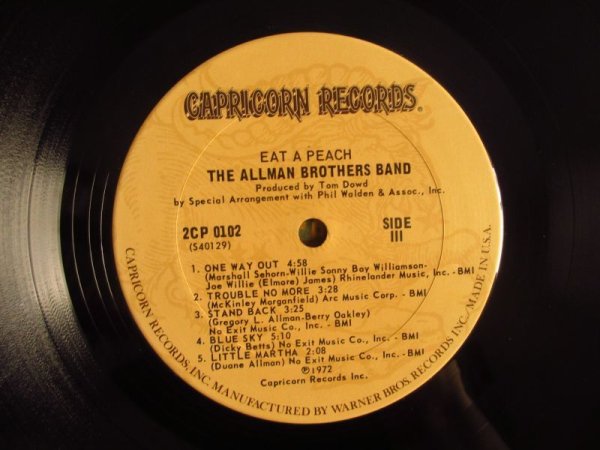 CAPRICORN RECORDS®
EAT A PEACH
THE ALLMAN BROTHERS BAND
Produced by Tom Dowd
by Special Arrangement with Phil Walden & Assoc., Inc.
2CP 0102
(S40129)
SIDE
III
1. ONE WAY OUT 4:58
(Marshall Sehorn-Willie Sonny Boy Williamson-
Joe Willie (Elmore) James) Rhinelander Music, Inc. - BMI
2. TROUBLE NO MORE 3:28
(McKinley Morganfield) Arc Music Corp. - BMI
3. STAND BACK 3:25
(Gregory L. Allman-Berry Oakley)
No Exit Music Co., Inc. - BMI
4. BLUE SKY 5:10
(Dicky Betts) No Exit Music Co., Inc. - BMI
5. LITTLE MARTHA 2:08
(Duane Allman) No Exit Music Co., Inc. - BMI
℗1972
Capricorn Records Inc.
CAPRICORN RECORDS, INC. MANUFACTURED BY WARNER BROS. RECORDS INC.-MADE IN U.S.A.